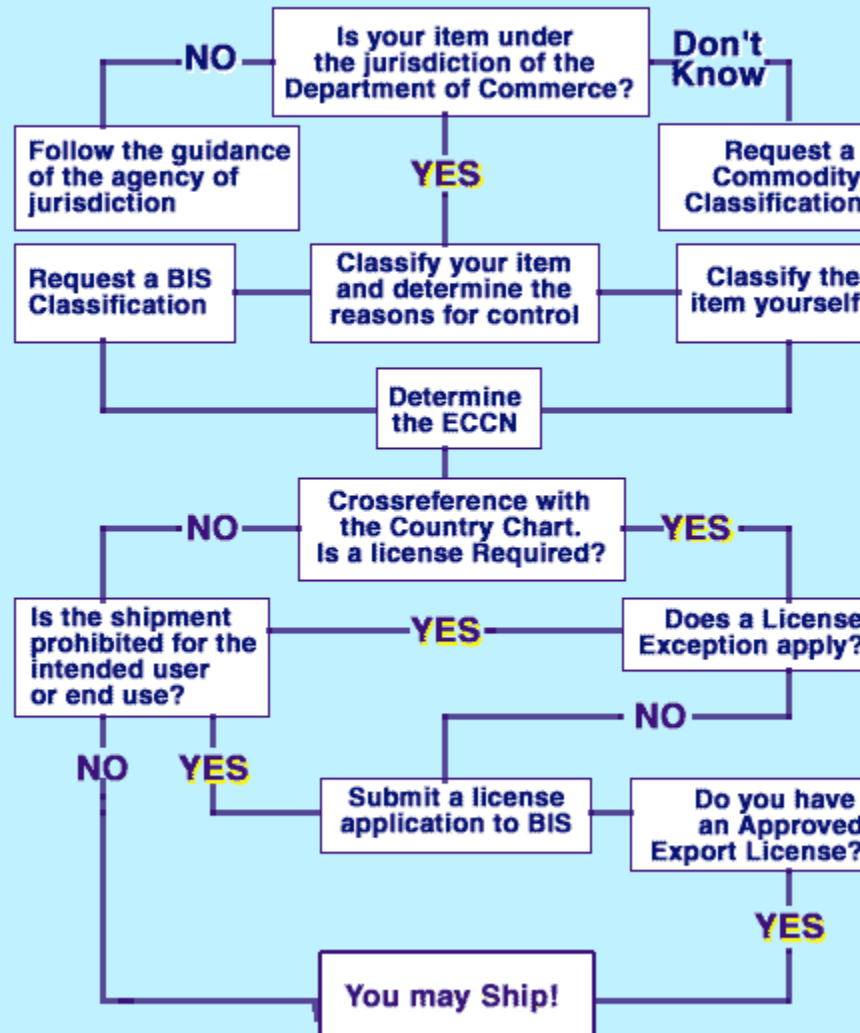 Is your item under
the jurisdiction of the
Department of Commerce?
NO
Don't
Know
Follow the guidance
of the agency of
jurisdiction
YES
Request a
Commodity
Classification
Request a BIS
Classification
Classify your item
and determine the
reasons for control
Classify the
item yourself
Determine
the ECCN
Crossreference with
the Country Chart.
Is a license Required?
NO
YES
Is the shipment
prohibited for the
intended user
or end use?
YES
Does a License
Exception apply?
NO
NO
YES
Submit a license
application to BIS
Do you have
an Approved
Export License?
YES
You may Ship!